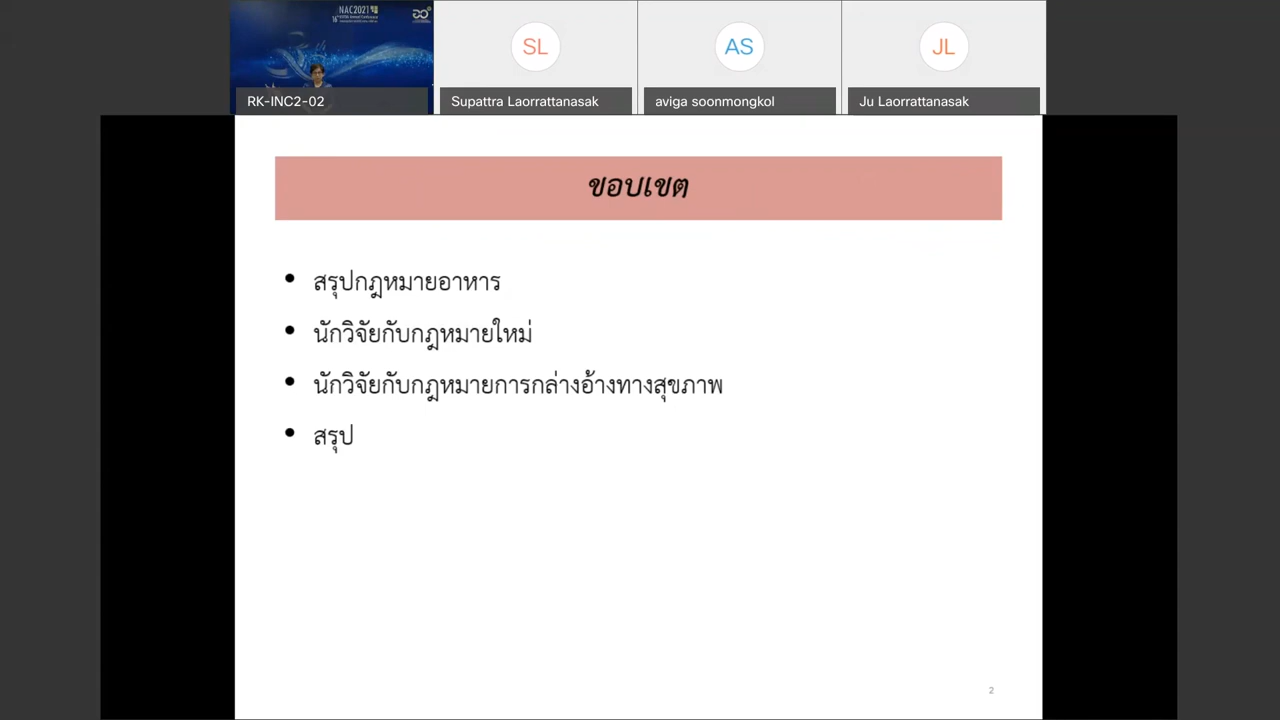 NAC2021
RK-INC2-02
SL
Supattra Laorrattanasak
AS
aviga soonmongkol
JL
Ju Laorrattanasak
ขอบเขต
• สรุปกฎหมายอาหาร
• นักวิจัยกับกฎหมายใหม่
• นักวิจัยกับกฎหมายการกล่างอ้างทางสุขภาพ
• สรุป
2